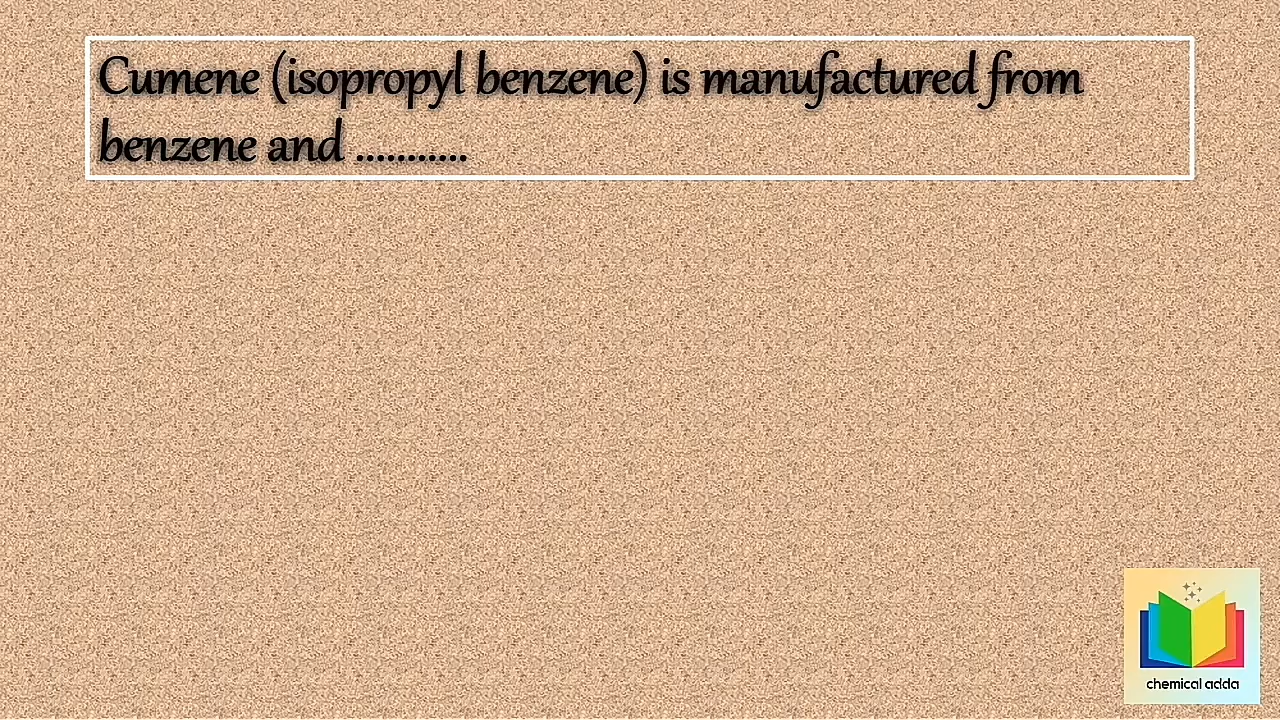 Cumene (isopropyl benzene) is manufactured from
benzene and ...........
chemical adda